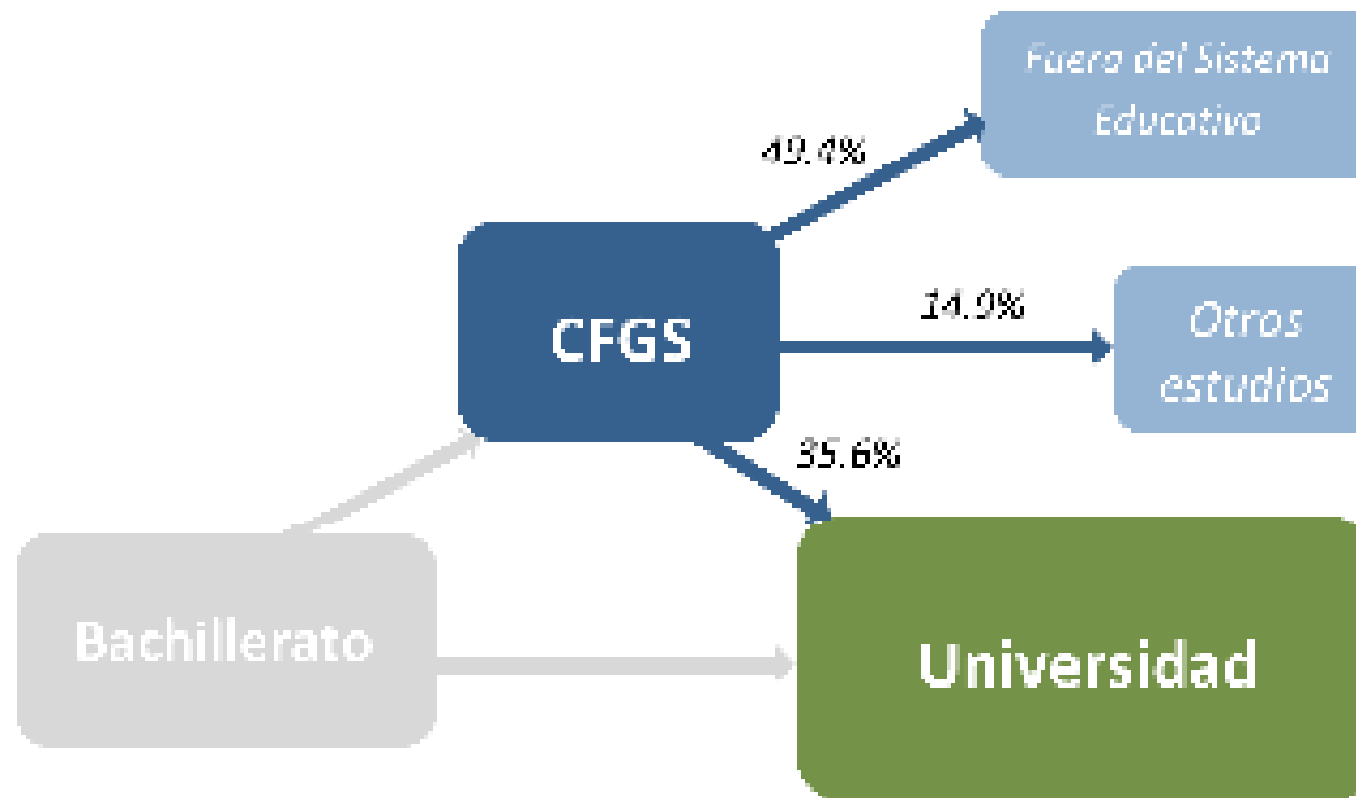 Fuera del Sistema
Educativo
49.4%
CFGS
14.9%
Otros
estudios
35.6%
Bachillerato
Universidad